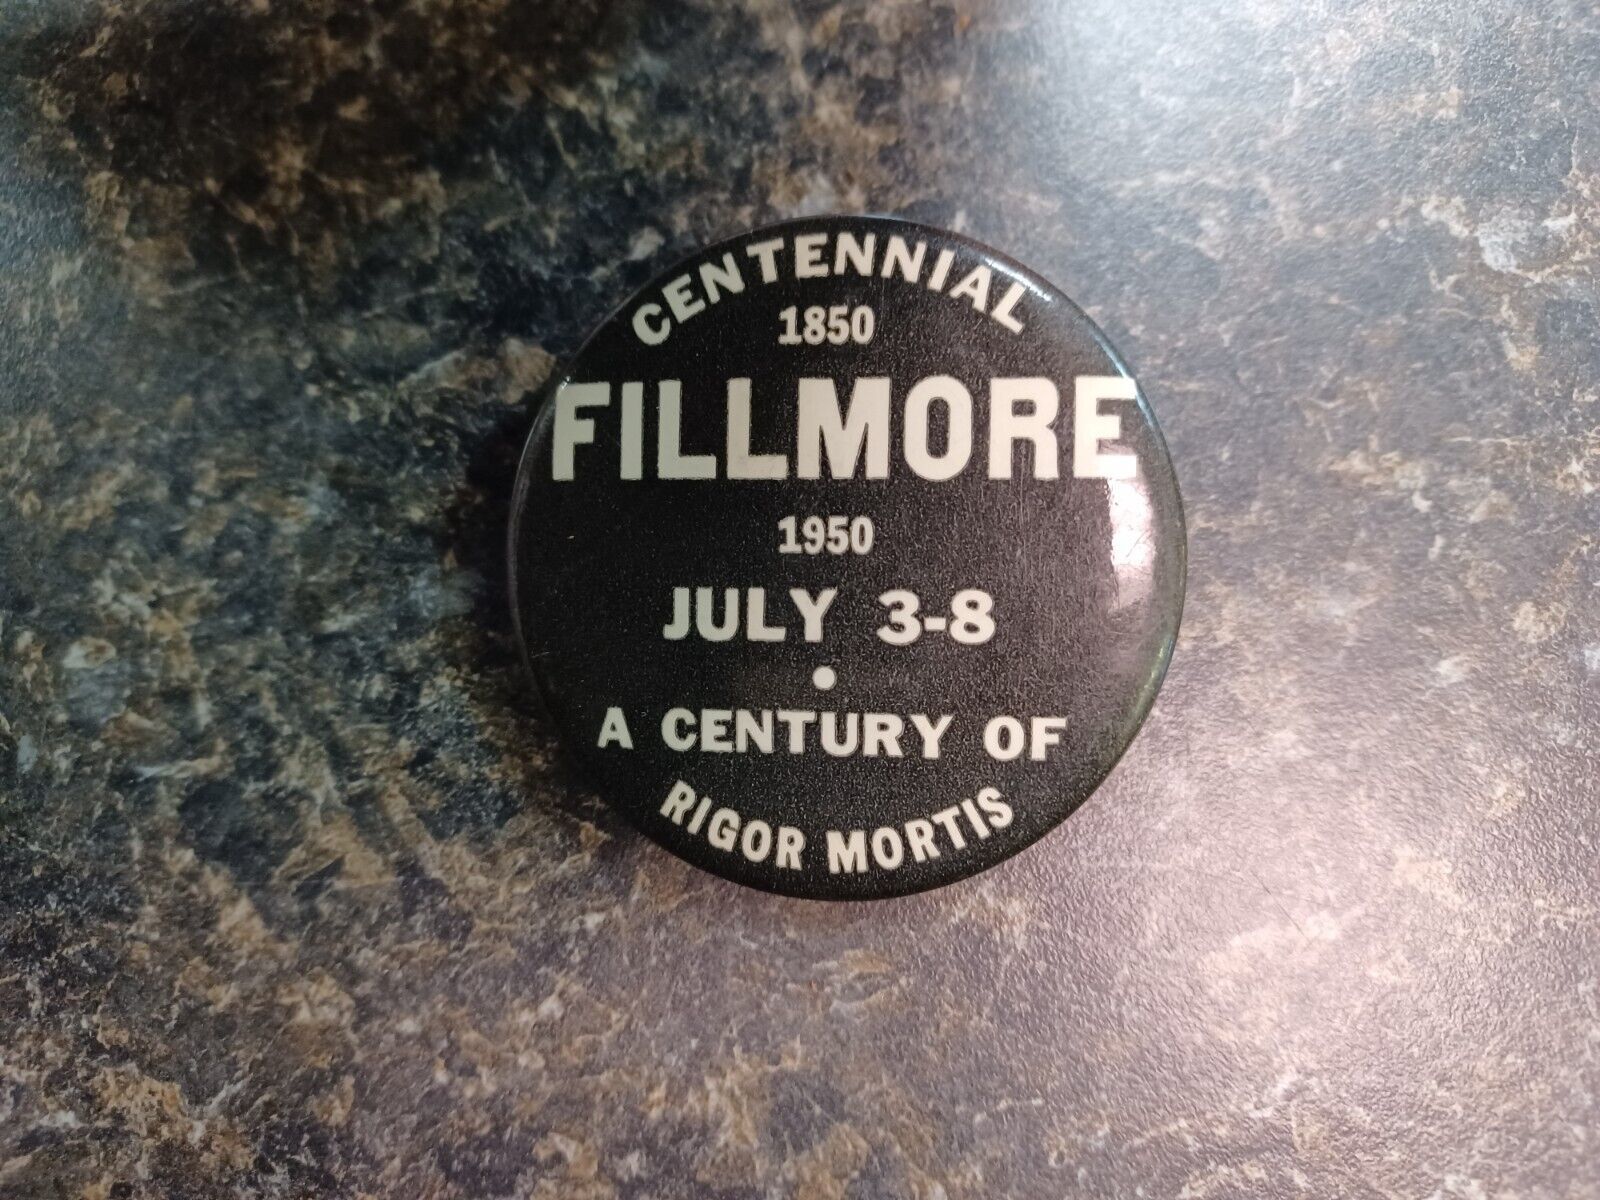 CENTENNIAL
1850
FILLMORE
1950
JULY 3-8
•
A CENTURY OF
RIGOR MORTIS